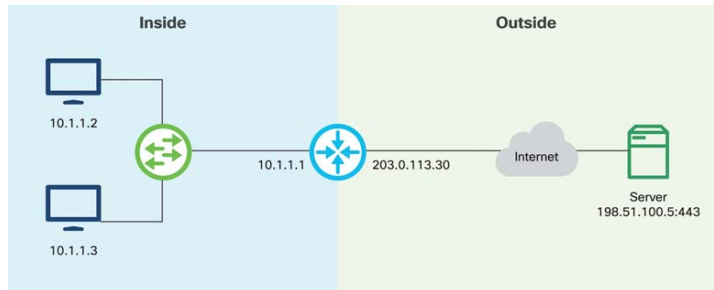 Inside
Outside
10.1.1.2
10.1.1.1
203.0.113.30
Internet
Server
198.51.100.5:443
10.1.1.3